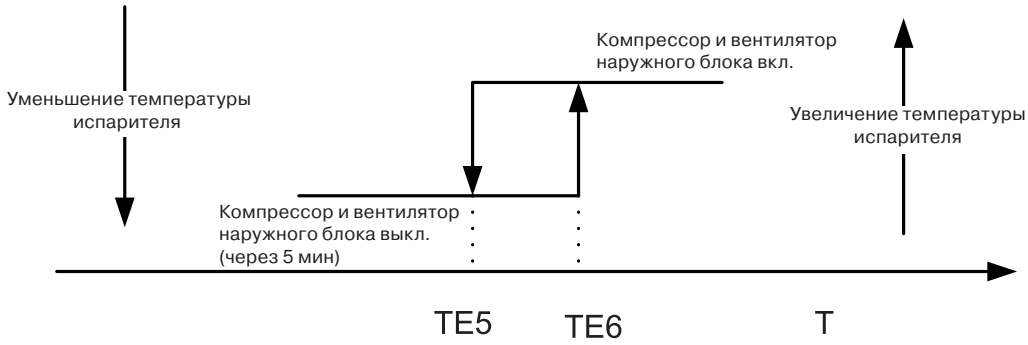 Компрессор и вентилятор
наружного блока вкл.
Уменьшение температуры
испарителя
Увеличение температуры
испарителя
Компрессор и вентилятор
наружного блока выкл.
(через 5 мин)
TE5
TE6
T